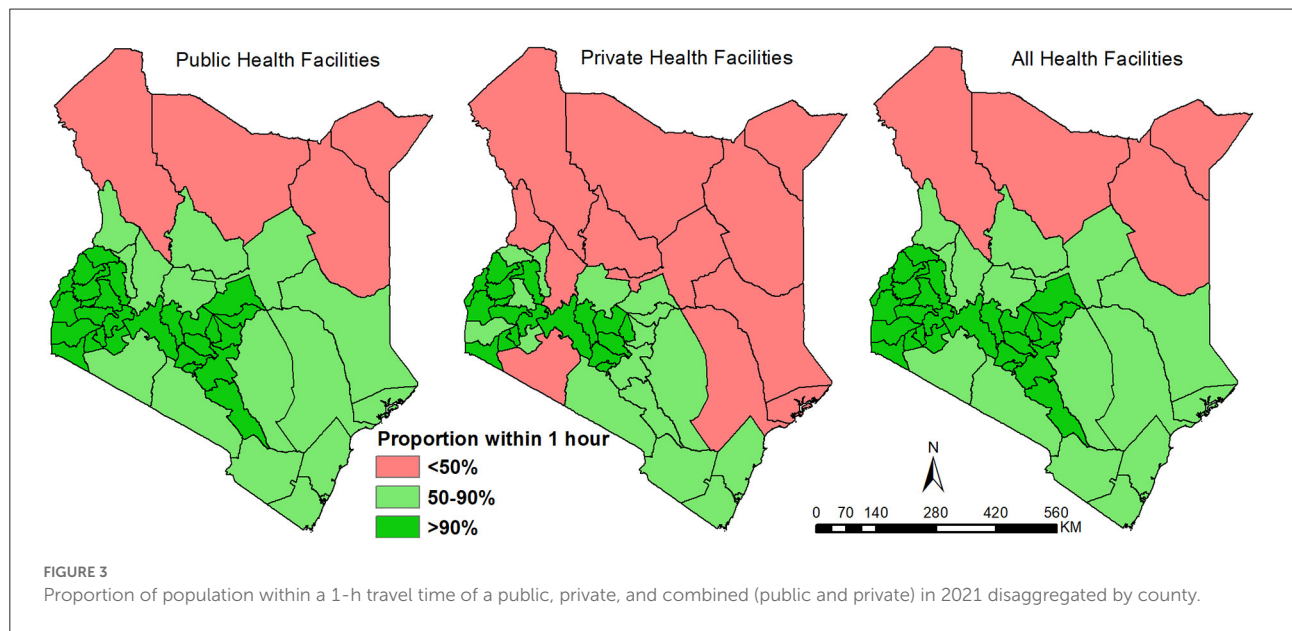 Public Health Facilities
Private Health Facilities
All Health Facilities
Proportion within 1 hour
<50%
50-90%
>90%
N
0 70 140 280 420 560
KM
FIGURE 3
Proportion of population within a 1-h travel time of a public, private, and combined (public and private) in 2021 disaggregated by county.